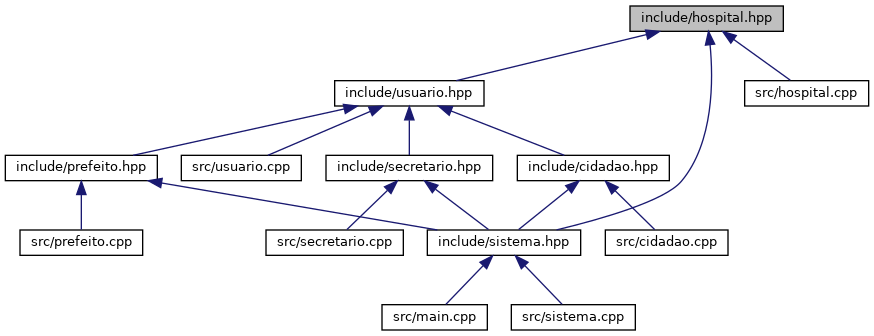 include/hospital.hpp
include/usuario.hpp
src/hospital.cpp
include/prefeito.hpp
src/usuario.cpp
include/secretario.hpp
include/cidadao.hpp
src/prefeito.cpp
src/secretario.cpp
include/sistema.hpp
src/cidadao.cpp
src/main.cpp
src/sistema.cpp